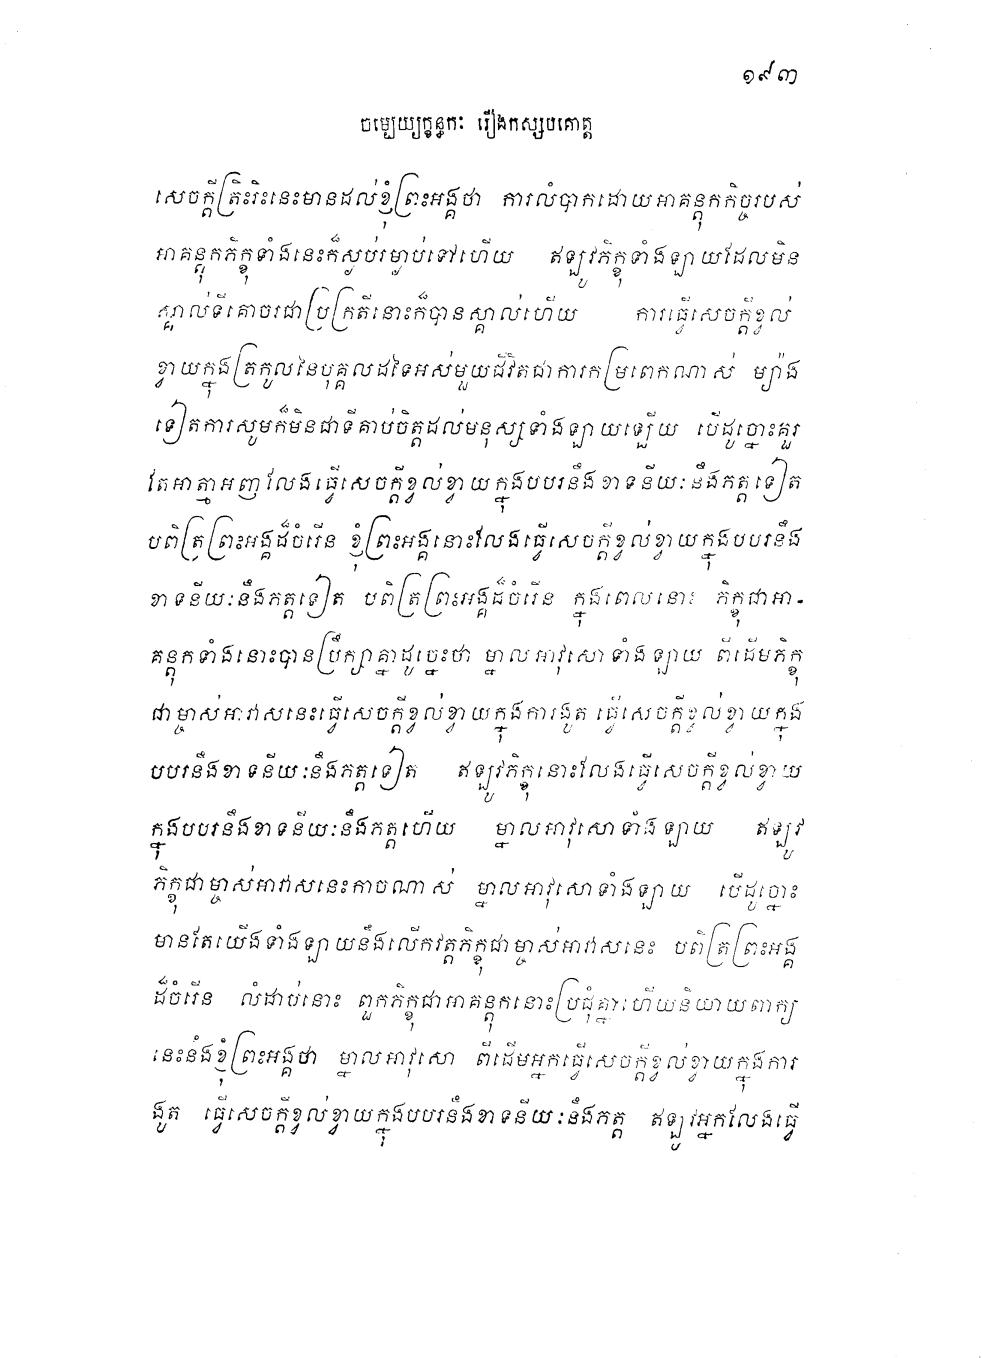 ១៩៣
ចម្បេយ្យក្ខន្ធកៈ រឿងកស្សបគោត្ត
សេចក្តីត្រិះរិះនេះមានដល់ខ្ញុំព្រះអង្គថា ការលំបាកដោយអាគន្តុកកិច្ចរបស់
អាគន្តុកភិក្ខុទាំងនេះក៏ស្ងប់រម្ងាប់ទៅហើយ ឥឡូវភិក្ខុទាំងឡាយដែលមិន
ស្គាល់ទីគោចរជាប្រក្រតីនោះក៏បានស្គាល់ហើយ ការធ្វើសេចក្តីខ្វល់
ខ្វាយក្នុងត្រកូលនៃបុគ្គលដទៃអស់មួយជីវិតជាការកម្រពេកណាស់ ម្យ៉ាង
ទៀតការសូមក៏មិនជាទីគាប់ចិត្តដល់មនុស្សទាំងឡាយឡើយ បើដូច្នោះគួរ
តែអាត្មាអញលែងធ្វើសេចក្តីខ្វល់ខ្វាយក្នុងបបរនឹងខាទនីយៈនឹងភត្តទៀត
បពិត្រព្រះអង្គដ៏ចំរើន ខ្ញុំព្រះអង្គនោះលែងធ្វើសេចក្តីខ្វល់ខ្វាយក្នុងបបរនឹង
ខាទនីយៈនឹងភត្តទៀត បពិត្រព្រះអង្គដ៏ចំរើន ក្នុងពេលនោះ ភិក្ខុជាអា-
គន្តុកទាំងនោះបានប្រឹក្សាគ្នាដូច្នេះថា ម្នាលអាវុសោទាំងឡាយ ពីដើមភិក្ខុ
ជាម្ចាស់អាវាសនេះធ្វើសេចក្តីខ្វល់ខ្វាយក្នុងការងូត ធ្វើសេចក្តីខ្វល់ខ្វាយក្នុង
បបរនឹងខាទនីយៈនឹងភត្តទៀត ឥឡូវភិក្ខុនោះលែងធ្វើសេចក្តីខ្វល់ខ្វាយ
ក្នុងបបរនឹងខាទនីយៈនឹងភត្តហើយ ម្នាលអាវុសោទាំងឡាយ ឥឡូវ
ភិក្ខុជាម្ចាស់អាវាសនេះកាចណាស់ ម្នាលអាវុសោទាំងឡាយ បើដូច្នោះ
មានតែយើងទាំងឡាយនឹងលើកវត្តភិក្ខុជាម្ចាស់អាវាសនេះ បពិត្រព្រះអង្គ
ដ៏ចំរើន លំដាប់នោះ ពួកភិក្ខុជាអាគន្តុកនោះប្រជុំគ្នាហើយនិយាយពាក្យ
នេះនឹងខ្ញុំព្រះអង្គថា ម្នាលអាវុសោ ពីដើមអ្នកធ្វើសេចក្តីខ្វល់ខ្វាយក្នុងការ
ងូត ធ្វើសេចក្តីខ្វល់ខ្វាយក្នុងបបរនឹងខាទនីយៈនឹងភត្ត ឥឡូវអ្នកលែងធ្វើ